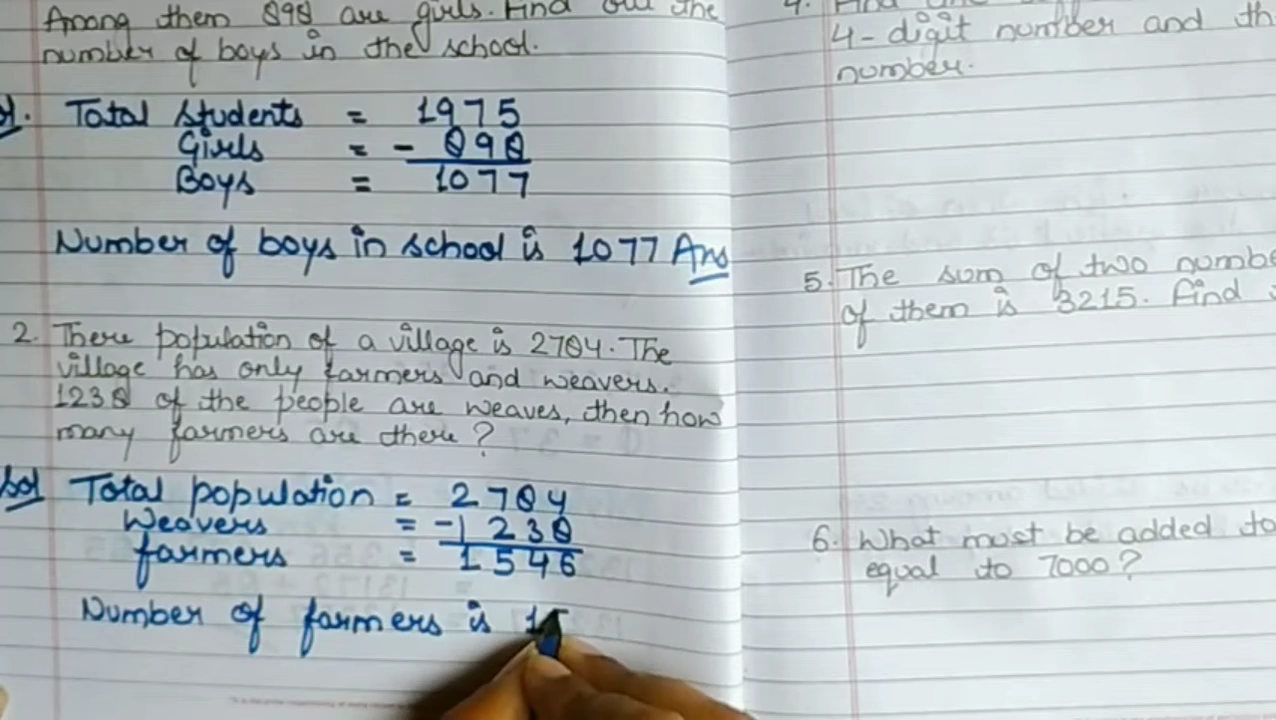 Among them 898 are girls. Find out the
number of boys in the school.
Total students = 1975
Girls = - 898
Boys = 1077
Number of boys in school is 1077 Ans
2. There population of a village is 2784. The
village has only farmers and weavers.
1238 of the people are weaves, then how
many farmers are there?
Sol Total population = 2784
Weavers = -1238
farmers = 1546
Number of farmers is 15
4.
4-digit number and th
number.
5. The sum of two numbe
of them is 3215. Find
6. What must be added to
equal to 7000?